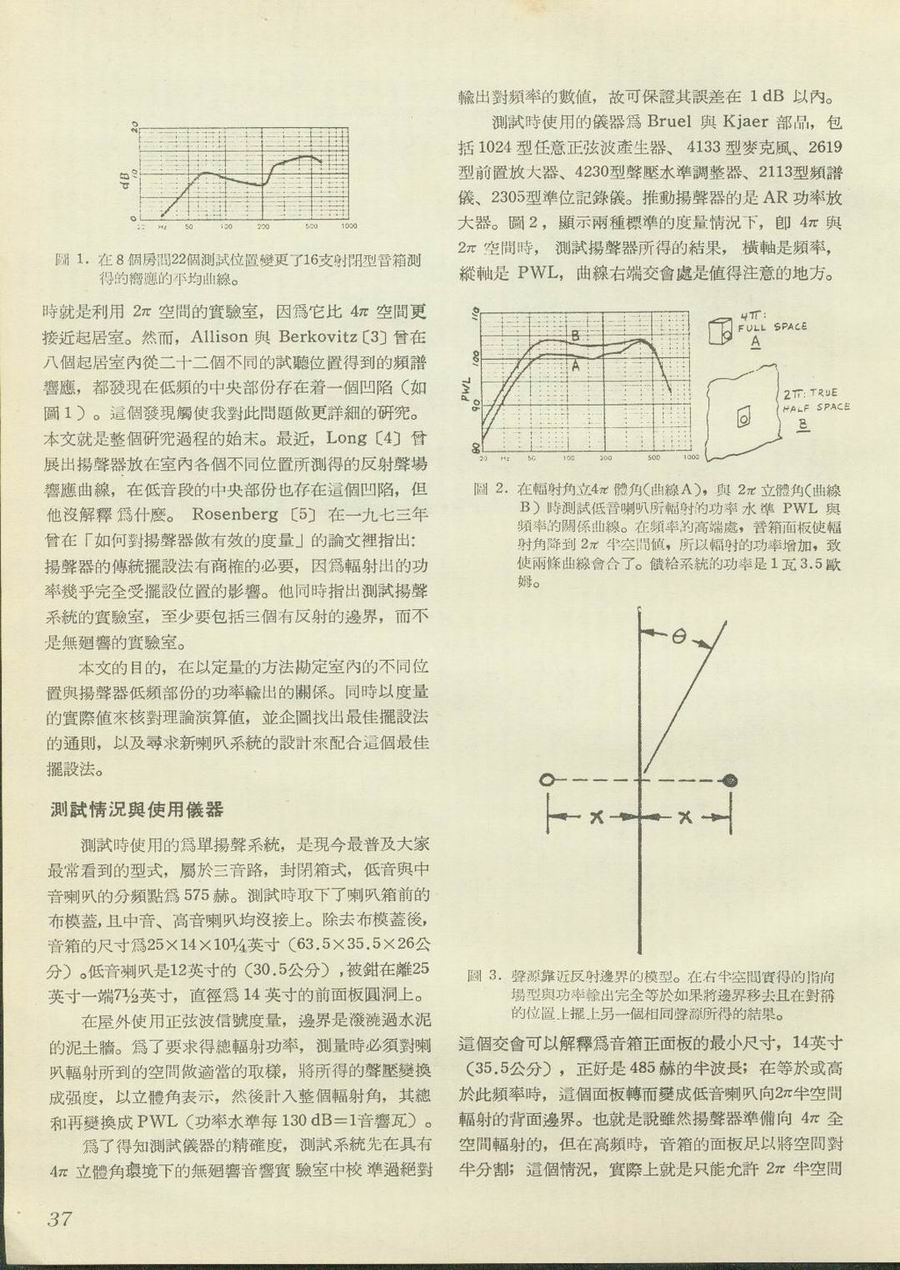 20
dB
10
0
20 Hz 50 100 200 500 1000
圖 1. 在 8 個房間22個測試位置變更了16支封閉型音箱測
得的響應的平均曲線。
時就是利用 2π 空間的實驗室，因爲它比 4π 空間更
接近起居室。然而，Allison 與 Berkovitz〔3〕曾在
八個起居室內從二十二個不同的試聽位置得到的頻譜
響應，都發現在低頻的中央部份存在着一個凹陷（如
圖 1 ）。這個發現觸使我對此問題做更詳細的研究。
本文就是整個研究過程的始末。最近，Long〔4〕曾
展出揚聲器放在室內各個不同位置所測得的反射聲場
響應曲線，在低音段的中央部份也存在這個凹陷，但
他沒解釋 爲什麽。 Rosenberg 〔5〕 在一九七三年
曾在「如何對揚聲器做有效的度量」的論文裡指出：
揚聲器的傳統擺設法有商榷的必要，因爲輻射出的功
率幾乎完全受擺設位置的影響。他同時指出測試揚聲
系統的實驗室，至少要包括三個有反射的邊界，而不
是無廻響的實驗室。
本文的目的，在以定量的方法勘定室內的不同位
置與揚聲器低頻部份的功率輸出的關係。同時以度量
的實際値來核對理論演算値，並企圖找出最佳擺設法
的通則，以及尋求新喇叭系統的設計來配合這個最佳
擺設法。
測試情況與使用儀器
測試時使用的爲單揚聲系統，是現今最普及大家
最常看到的型式，屬於三音路，封閉箱式，低音與中
音喇叭的分頻點爲 575 赫。測試時取下了喇叭箱前的
布模蓋，且中音、高音喇叭均沒接上。除去布模蓋後，
音箱的尺寸爲25×14×10¼英寸（63.5×35.5×26公
分）。低音喇叭是12英寸的（30.5公分），被鉗在離25
英寸一端7½英寸，直徑爲 14 英寸的前面板圓洞上。
在屋外使用正弦波信號度量，邊界是潑澆過水泥
的泥土牆。爲了要求得總輻射功率，測量時必須對喇
叭輻射所到的空間做適當的取樣，將所得的聲壓變換
成强度，以立體角表示，然後計入整個輻射角，其總
和再變換成 PWL（功率水準每 130 dB=1音響瓦）。
爲了得知測試儀器的精確度，測試系統先在具有
4π 立體角環境下的無廻響音響實 驗室中校 準過絕對
37
輸出對頻率的數値，故可保證其誤差在 1 dB 以內。
測試時使用的儀器爲 Bruel 與 Kjaer 部品，包
括 1024 型任意正弦波產生器、 4133 型麥克風、2619
型前置放大器、4230型聲壓水準調整器、2113型頻譜
儀、2305型準位記錄儀。推動揚聲器的是 AR 功率放
大器。圖 2 ，顯示兩種標準的度量情況下，卽 4π 與
2π 空間時， 測試揚聲器所得的結果， 橫軸是頻率，
縱軸是 PWL，曲線右端交會處是值得注意的地方。
110
100
PWL
90
80
B
A
20 Hz 50 100 200 500 1000
4π:
FULL SPACE
A
2π: TRUE
HALF SPACE
B
圖 2. 在輻射角立4π 體角(曲線A)，與 2π 立體角(曲線
B ) 時測試低音喇叭所輻射的功率 水 準 PWL 與
頻率的關係曲線。在頻率的高端處，音箱面板使輻
射角降到 2π 半空間值，所以輻射的功率增加，致
使兩條曲線會合了。饋給系統的功率是 1 瓦 3.5 歐
姆。
θ
x x
圖 3. 聲源靠近反射邊界的模型。在右半空間實得的指向
場型與功率輸出完全等於如果將邊界移去且在對稱
的位置上擺上另一個相同聲源所得的結果。
這個交會可以解釋爲音箱正面板的最小尺寸，14英寸
（35.5公分），正好是 485 赫的半波長；在等於或高
於此頻率時，這個面板轉而變成低音喇叭向2π半空間
輻射的背面邊界。也就是說雖然揚聲器準備向 4π 全
空間輻射的，但在高頻時，音箱的面板足以將空間對
半分割；這個情況，實際上就是只能允許 2π 半空間